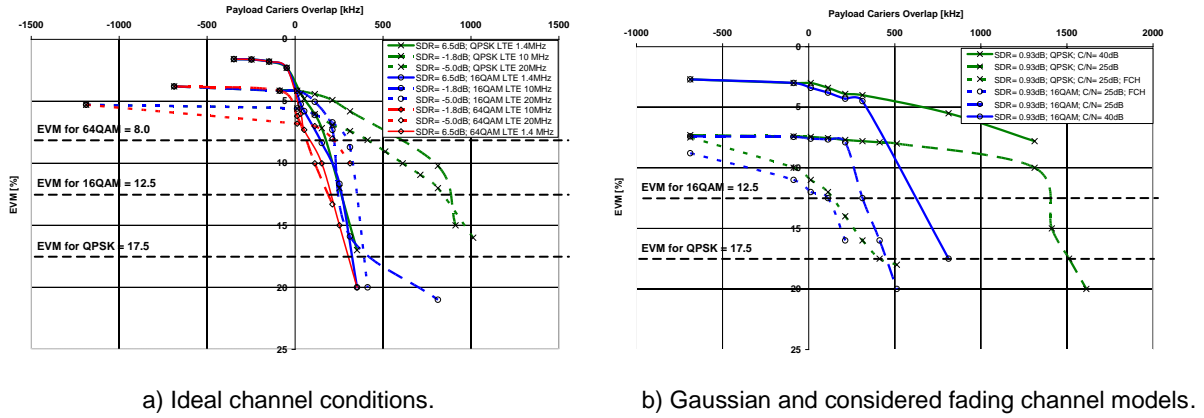 Payload Cariers Overlap [kHz]
-1500 -1000 -500 0 500 1000 1500
0
5
10
15
20
25
EVM [%]
SDR= 6.5dB; QPSK LTE 1.4MHz
SDR= -1.8dB; QPSK LTE 10 MHz
SDR= -5.0dB; QPSK LTE 20MHz
SDR= 6.5dB; 16QAM LTE 1.4MHz
SDR= -1.8dB; 16QAM LTE 10MHz
SDR= -5.0dB; 16QAM LTE 20MHz
SDR= -1.8dB; 64QAM LTE 10MHz
SDR= -5.0dB; 64QAM LTE 20MHz
SDR= 6.5dB; 64QAM LTE 1.4 MHz
EVM for 64QAM = 8.0
EVM for 16QAM = 12.5
EVM for QPSK = 17.5
a) Ideal channel conditions.
Payload Cariers Overlap [kHz]
-1000 -500 0 500 1000 1500 2000
0
5
10
15
20
25
EVM [%]
SDR= 0.93dB; QPSK; C/N= 40dB
SDR= 0.93dB; QPSK; C/N= 25dB
SDR= 0.93dB; QPSK; C/N= 25dB; FCH
SDR= 0.93dB; 16QAM; C/N= 25dB; FCH
SDR= 0.93dB; 16QAM; C/N= 25dB
SDR= 0.93dB; 16QAM; C/N= 40dB
EVM for 16QAM = 12.5
EVM for QPSK = 17.5
b) Gaussian and considered fading channel models.